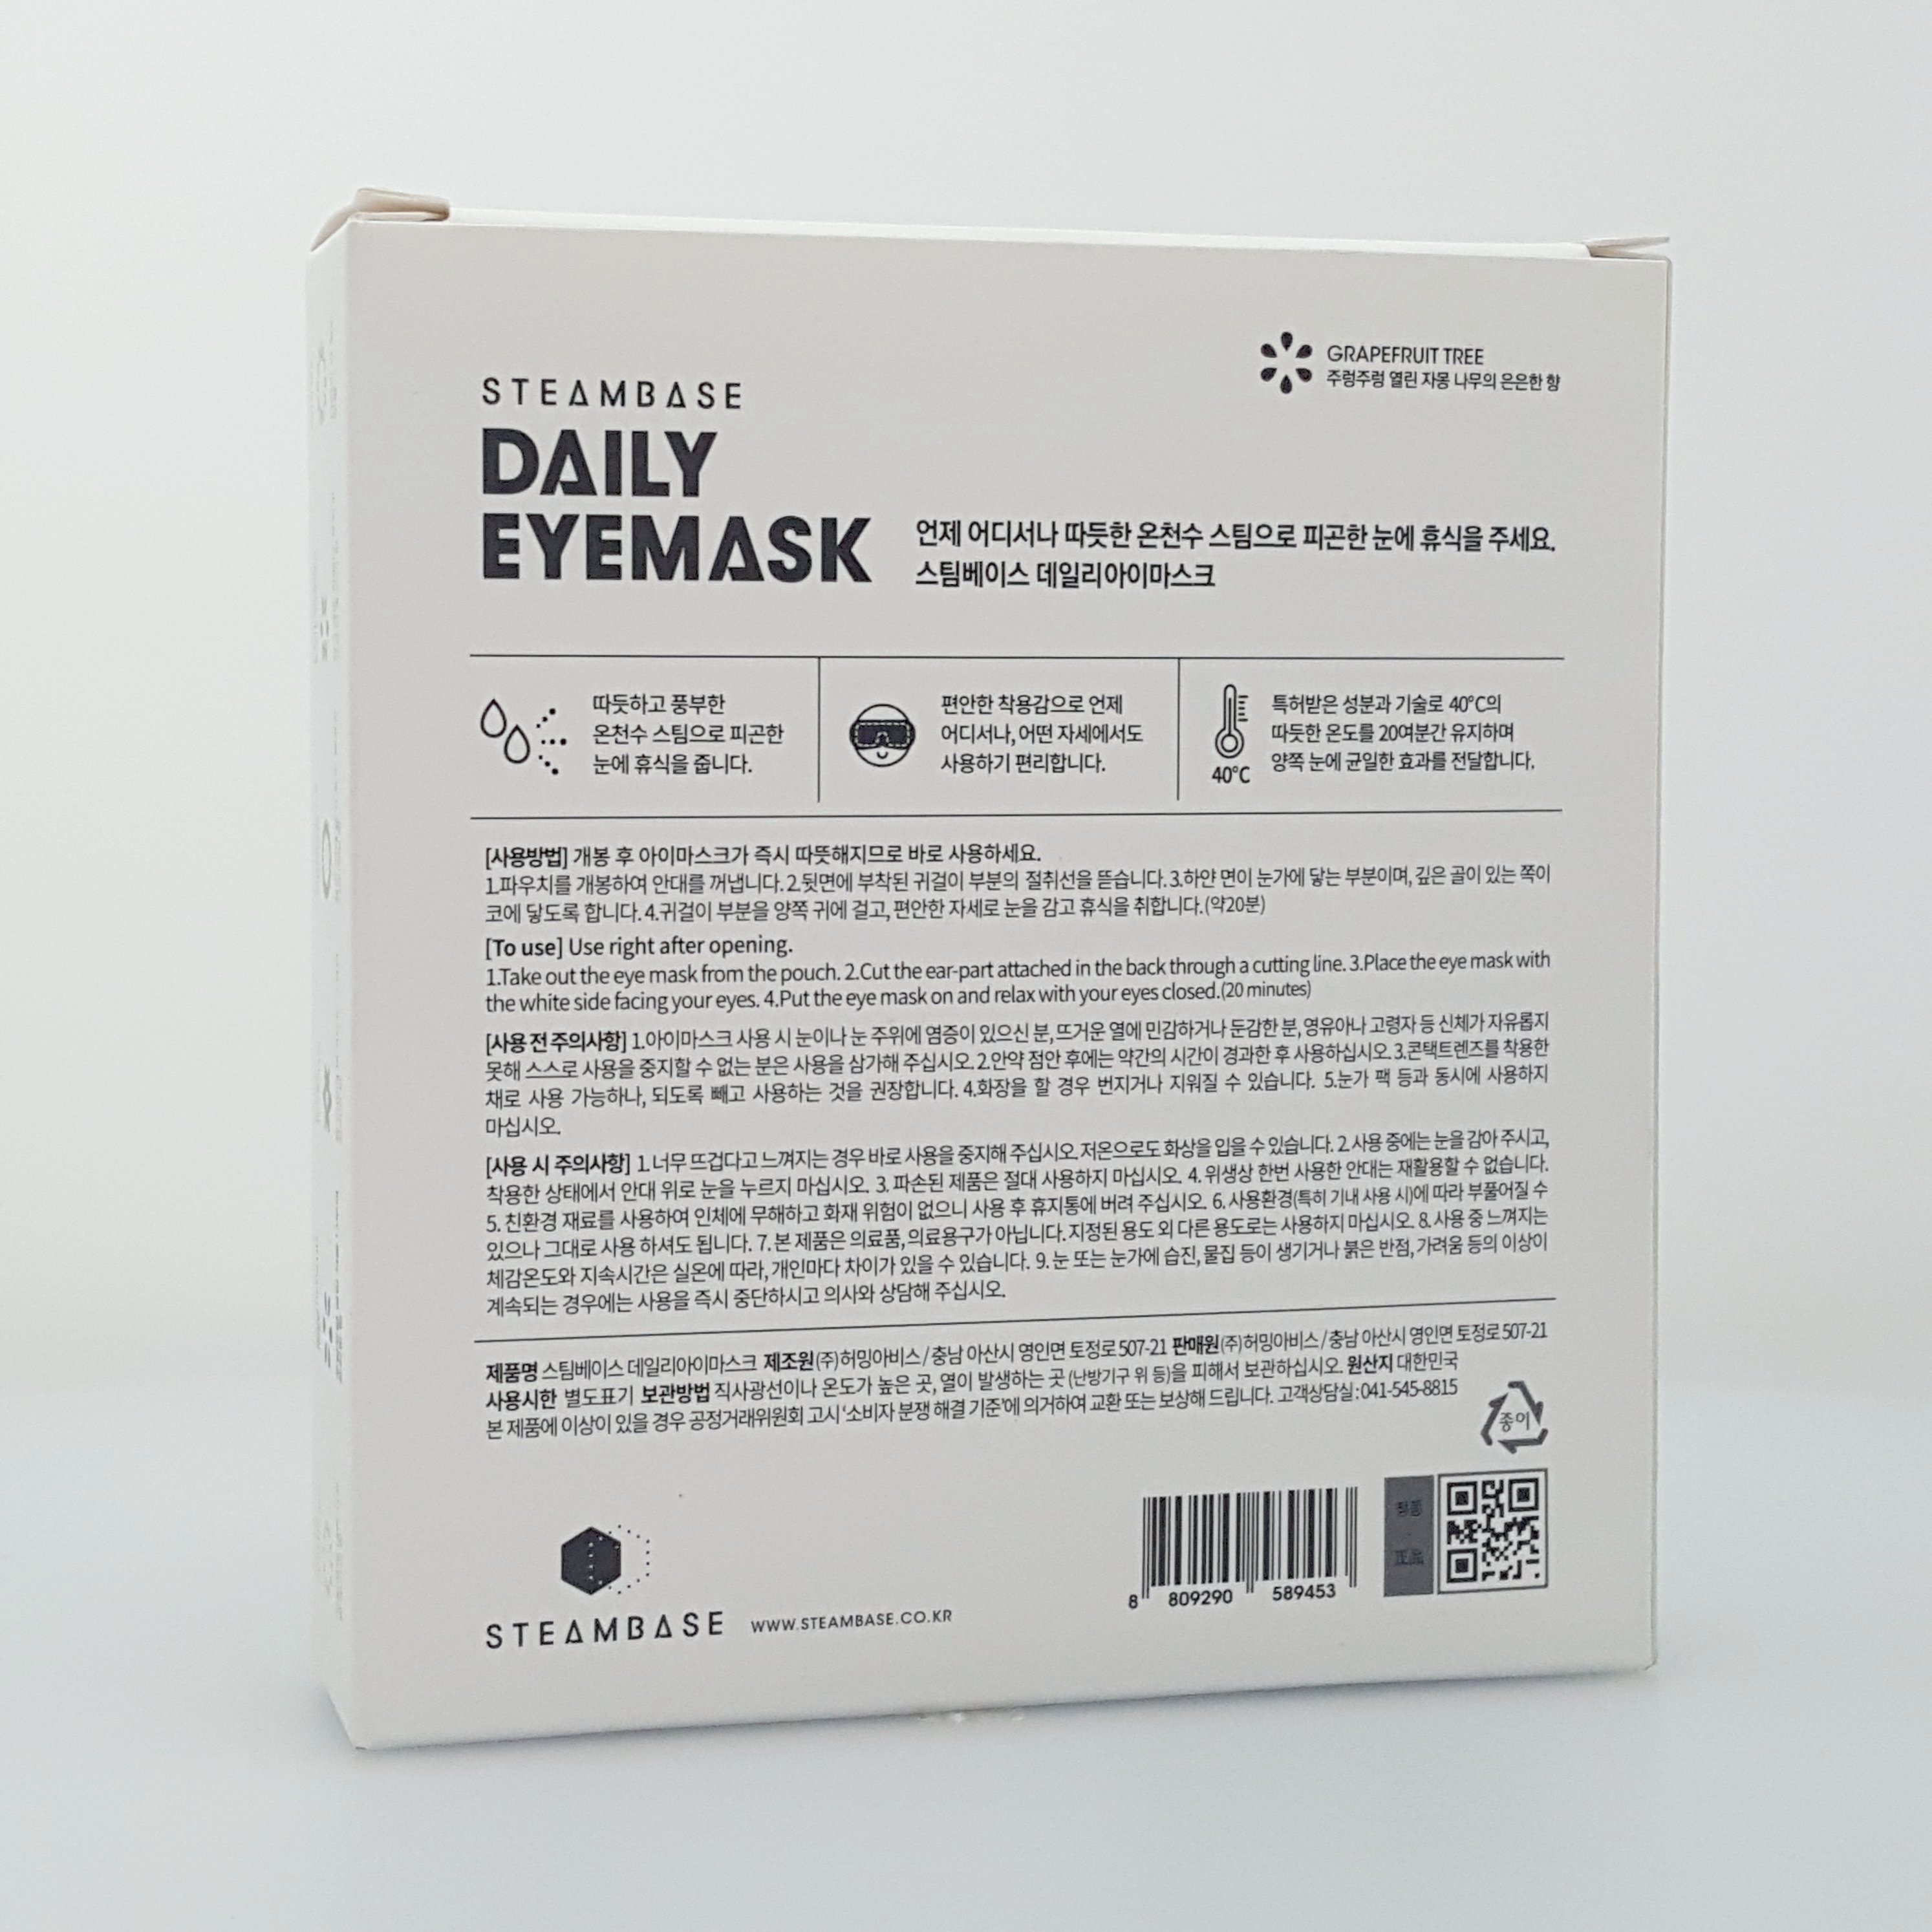 GRAPEFRUIT TREE
주렁주렁 열린 자몽 나무의 은은한 향
STEAMBASE
DAILY
EYEMASK
언제 어디서나 따듯한 온천수 스팀으로 피곤한 눈에 휴식을 주세요.
스팀베이스 데일리아이마스크
따듯하고 풍부한
온천수 스팀으로 피곤한
눈에 휴식을 줍니다.
편안한 착용감으로 언제
어디서나, 어떤 자세에서도
사용하기 편리합니다.
40°C
특허받은 성분과 기술로 40°C의
따듯한 온도를 20여분간 유지하며
양쪽 눈에 균일한 효과를 전달합니다.
[사용방법] 개봉 후 아이마스크가 즉시 따뜻해지므로 바로 사용하세요.
1.파우치를 개봉하여 안대를 꺼냅니다. 2.뒷면에 부착된 귀걸이 부분의 절취선을 뜯습니다. 3.하얀 면이 눈가에 닿는 부분이며, 깊은 골이 있는 쪽이
코에 닿도록 합니다. 4.귀걸이 부분을 양쪽 귀에 걸고, 편안한 자세로 눈을 감고 휴식을 취합니다.(약20분)
[To use] Use right after opening.
1.Take out the eye mask from the pouch. 2.Cut the ear-part attached in the back through a cutting line. 3.Place the eye mask with
the white side facing your eyes. 4.Put the eye mask on and relax with your eyes closed.(20 minutes)
[사용 전 주의사항] 1.아이마스크 사용 시 눈이나 눈 주위에 염증이 있으신 분, 뜨거운 열에 민감하거나 둔감한 분, 영유아나 고령자 등 신체가 자유롭지
못해 스스로 사용을 중지할 수 없는 분은 사용을 삼가해 주십시오. 2.안약 점안 후에는 약간의 시간이 경과한 후 사용하십시오. 3.콘택트렌즈를 착용한
채로 사용 가능하나, 되도록 빼고 사용하는 것을 권장합니다. 4.화장을 할 경우 번지거나 지워질 수 있습니다. 5.눈가 팩 등과 동시에 사용하지
마십시오.
[사용 시 주의사항] 1.너무 뜨겁다고 느껴지는 경우 바로 사용을 중지해 주십시오. 저온으로도 화상을 입을 수 있습니다. 2.사용 중에는 눈을 감아 주시고,
착용한 상태에서 안대 위로 눈을 누르지 마십시오. 3. 파손된 제품은 절대 사용하지 마십시오. 4. 위생상 한번 사용한 안대는 재활용할 수 없습니다.
5. 친환경 재료를 사용하여 인체에 무해하고 화재 위험이 없으니 사용 후 휴지통에 버려 주십시오. 6. 사용환경(특히 기내 사용 시)에 따라 부풀어질 수
있으나 그대로 사용 하셔도 됩니다. 7.본 제품은 의료품, 의료용구가 아닙니다. 지정된 용도 외 다른 용도로는 사용하지 마십시오. 8.사용 중 느껴지는
체감온도와 지속시간은 실온에 따라, 개인마다 차이가 있을 수 있습니다. 9.눈 또는 눈가에 습진, 물집 등이 생기거나 붉은 반점, 가려움 등의 이상이
계속되는 경우에는 사용을 즉시 중단하시고 의사와 상담해 주십시오.
제품명 스팀베이스 데일리아이마스크 제조원 (주)허밍아비스 / 충남 아산시 영인면 토정로 507-21 판매원 (주)허밍아비스 / 충남 아산시 영인면 토정로 507-21
사용시한 별도표기 보관방법 직사광선이나 온도가 높은 곳, 열이 발생하는 곳 (난방기구 위 등)을 피해서 보관하십시오. 원산지 대한민국
본 제품에 이상이 있을 경우 공정거래위원회 고시 '소비자 분쟁 해결 기준'에 의거하여 교환 또는 보상해 드립니다. 고객상담실 : 041-545-8815
종이
정품
正品
8 809290 589453
STEAMBASE WWW.STEAMBASE.CO.KR